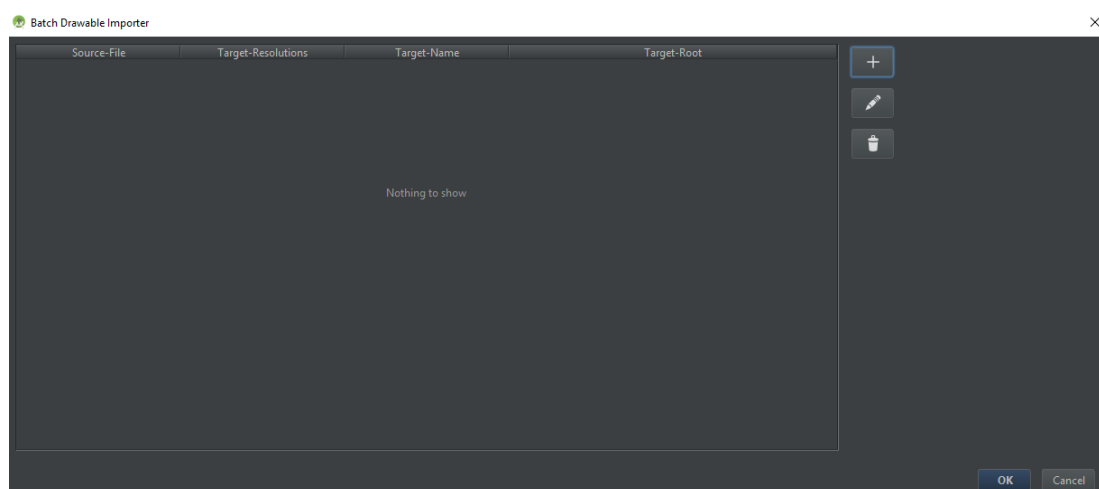 Batch Drawable Importer
Source-File Target-Resolutions Target-Name Target-Root
Nothing to show
OK Cancel